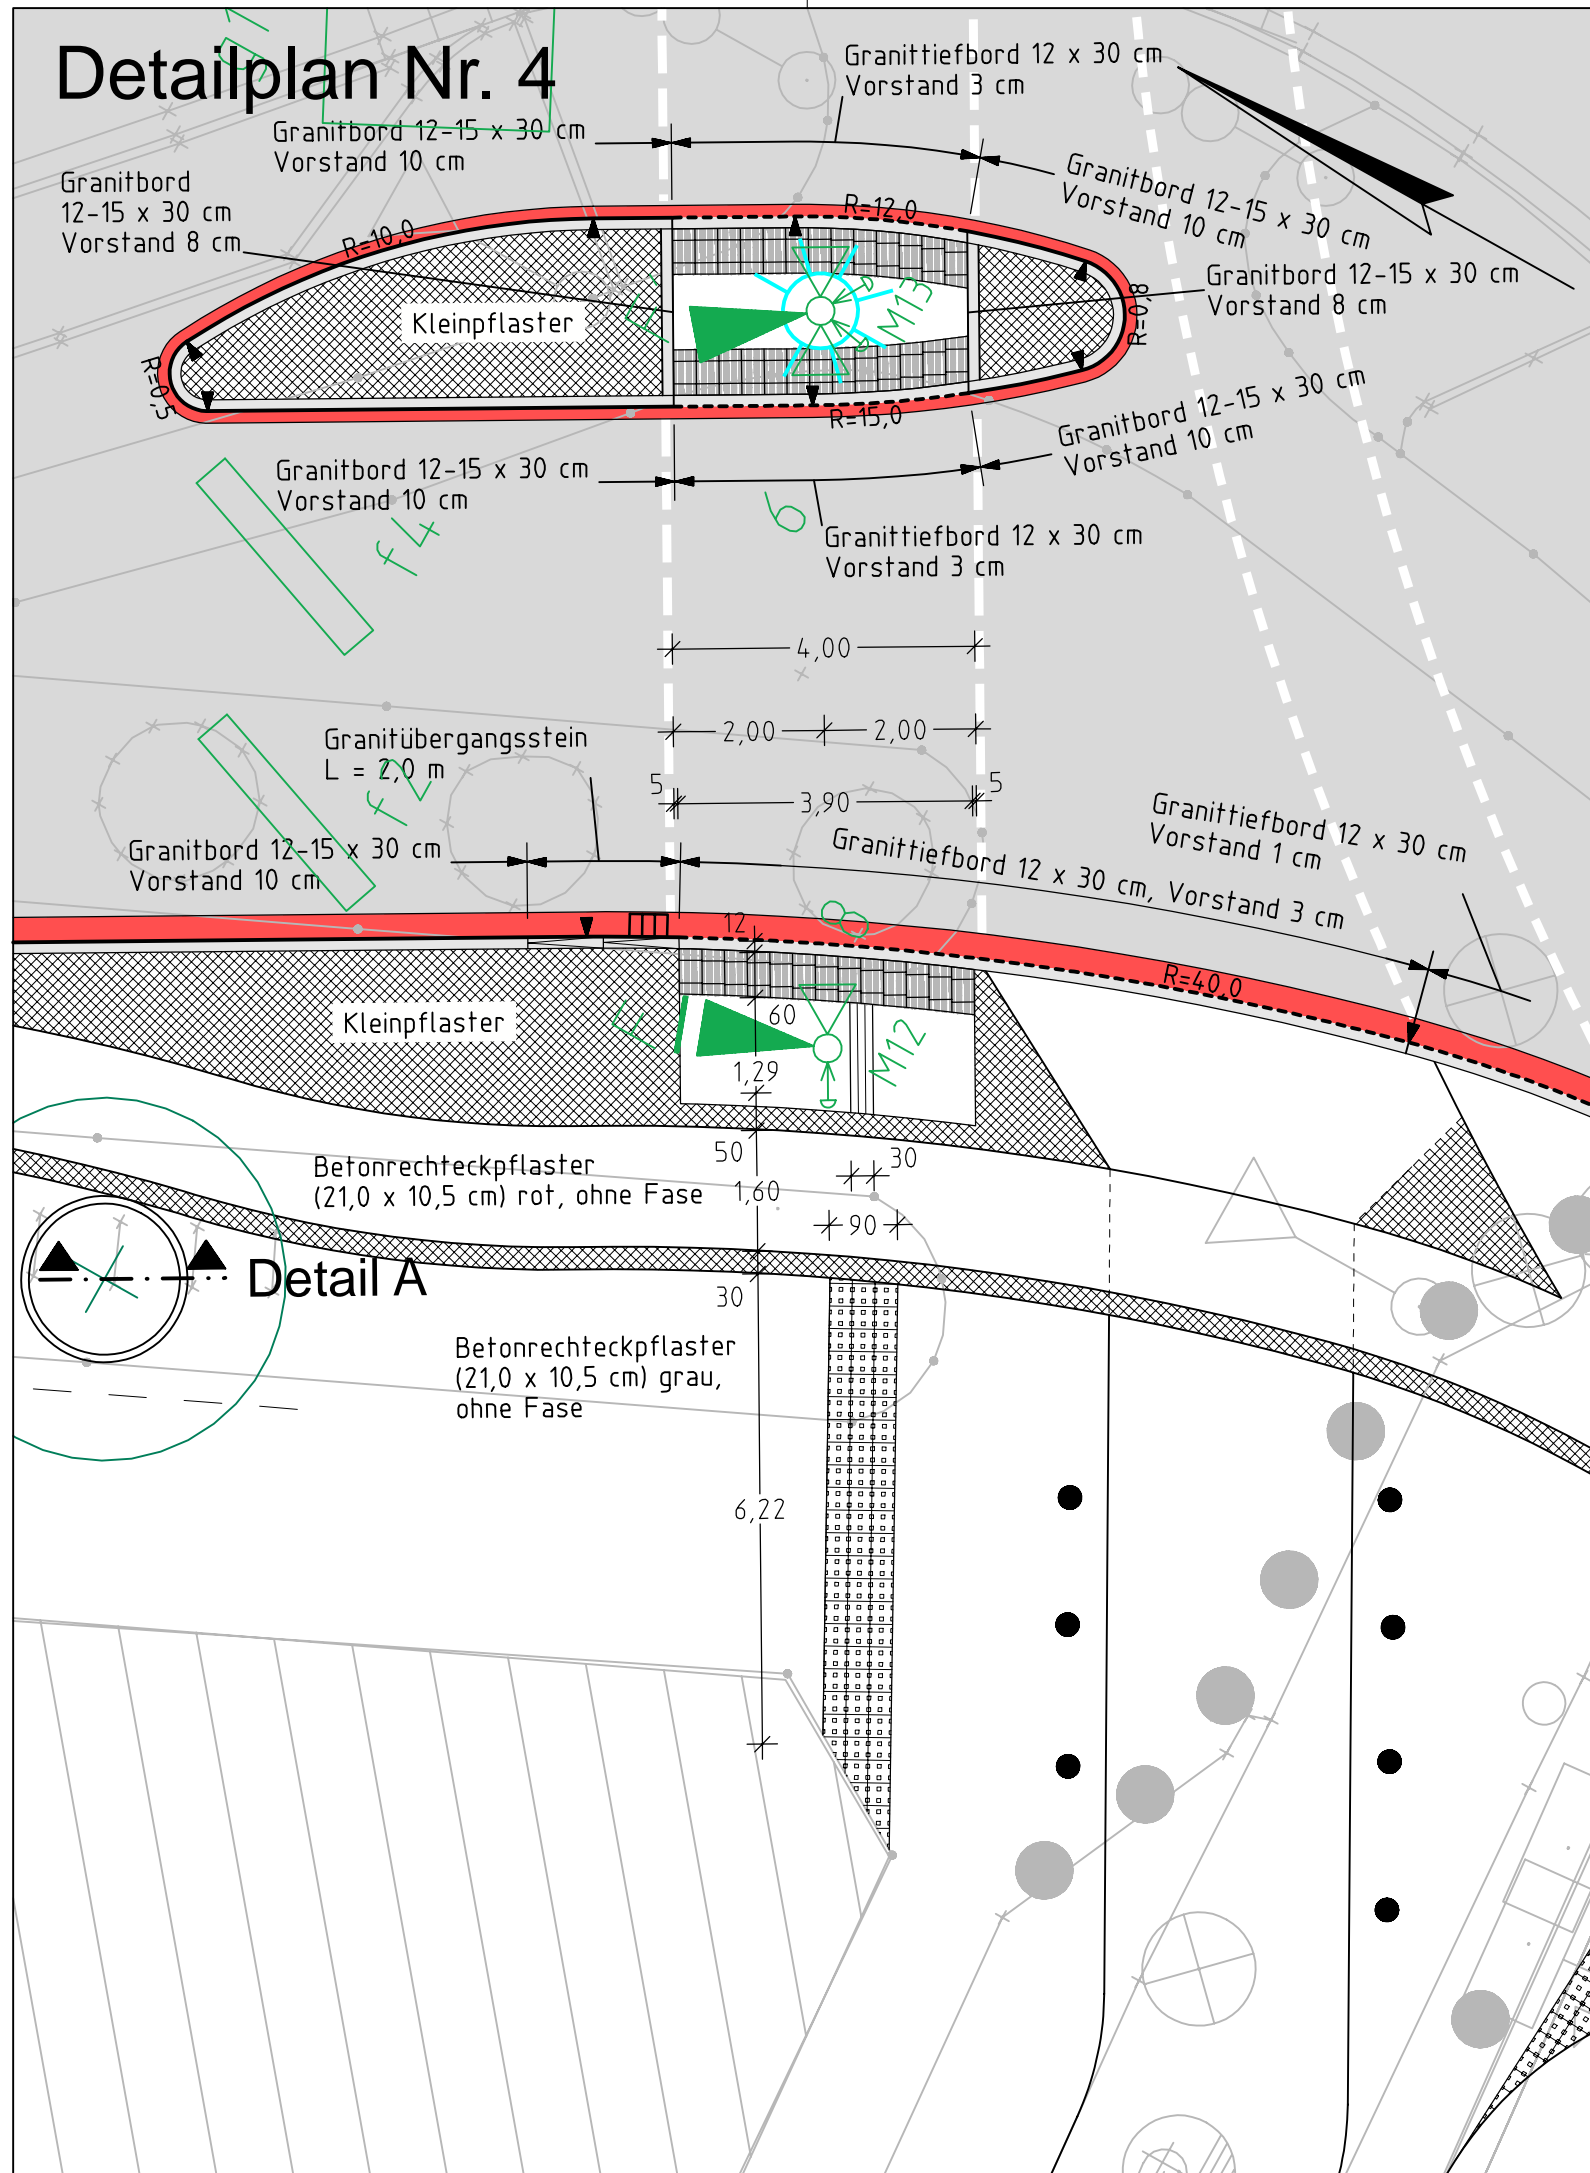 Detailplan Nr. 4
Granittiefbord 12 x 30 cm
Vorstand 3 cm
Granitbord 12-15 x 30 cm
Vorstand 10 cm
Granitbord
12-15 x 30 cm
Vorstand 8 cm
Granitbord 12-15 x 30 cm
Vorstand 10 cm
R=10,0
R=12,0
Granitbord 12-15 x 30 cm
Vorstand 8 cm
Kleinpflaster
M13
R=0,8
R=0,5
R=15,0
Granitbord 12-15 x 30 cm
Vorstand 10 cm
Granitbord 12-15 x 30 cm
Vorstand 10 cm
f4
6
Granittiefbord 12 x 30 cm
Vorstand 3 cm
4,00
2,00
2,00
Granitübergangsstein
L = 2,0 m
f2
5
3,90
5
Granittiefbord 12 x 30 cm
Vorstand 1 cm
Granitbord 12-15 x 30 cm
Vorstand 10 cm
Granittiefbord 12 x 30 cm, Vorstand 3 cm
12
8
R=40,0
Kleinpflaster
60
M12
1,29
50
30
Betonrechteckpflaster
(21,0 x 10,5 cm) rot, ohne Fase
1,60
90
Detail A
30
Betonrechteckpflaster
(21,0 x 10,5 cm) grau,
ohne Fase
6,22